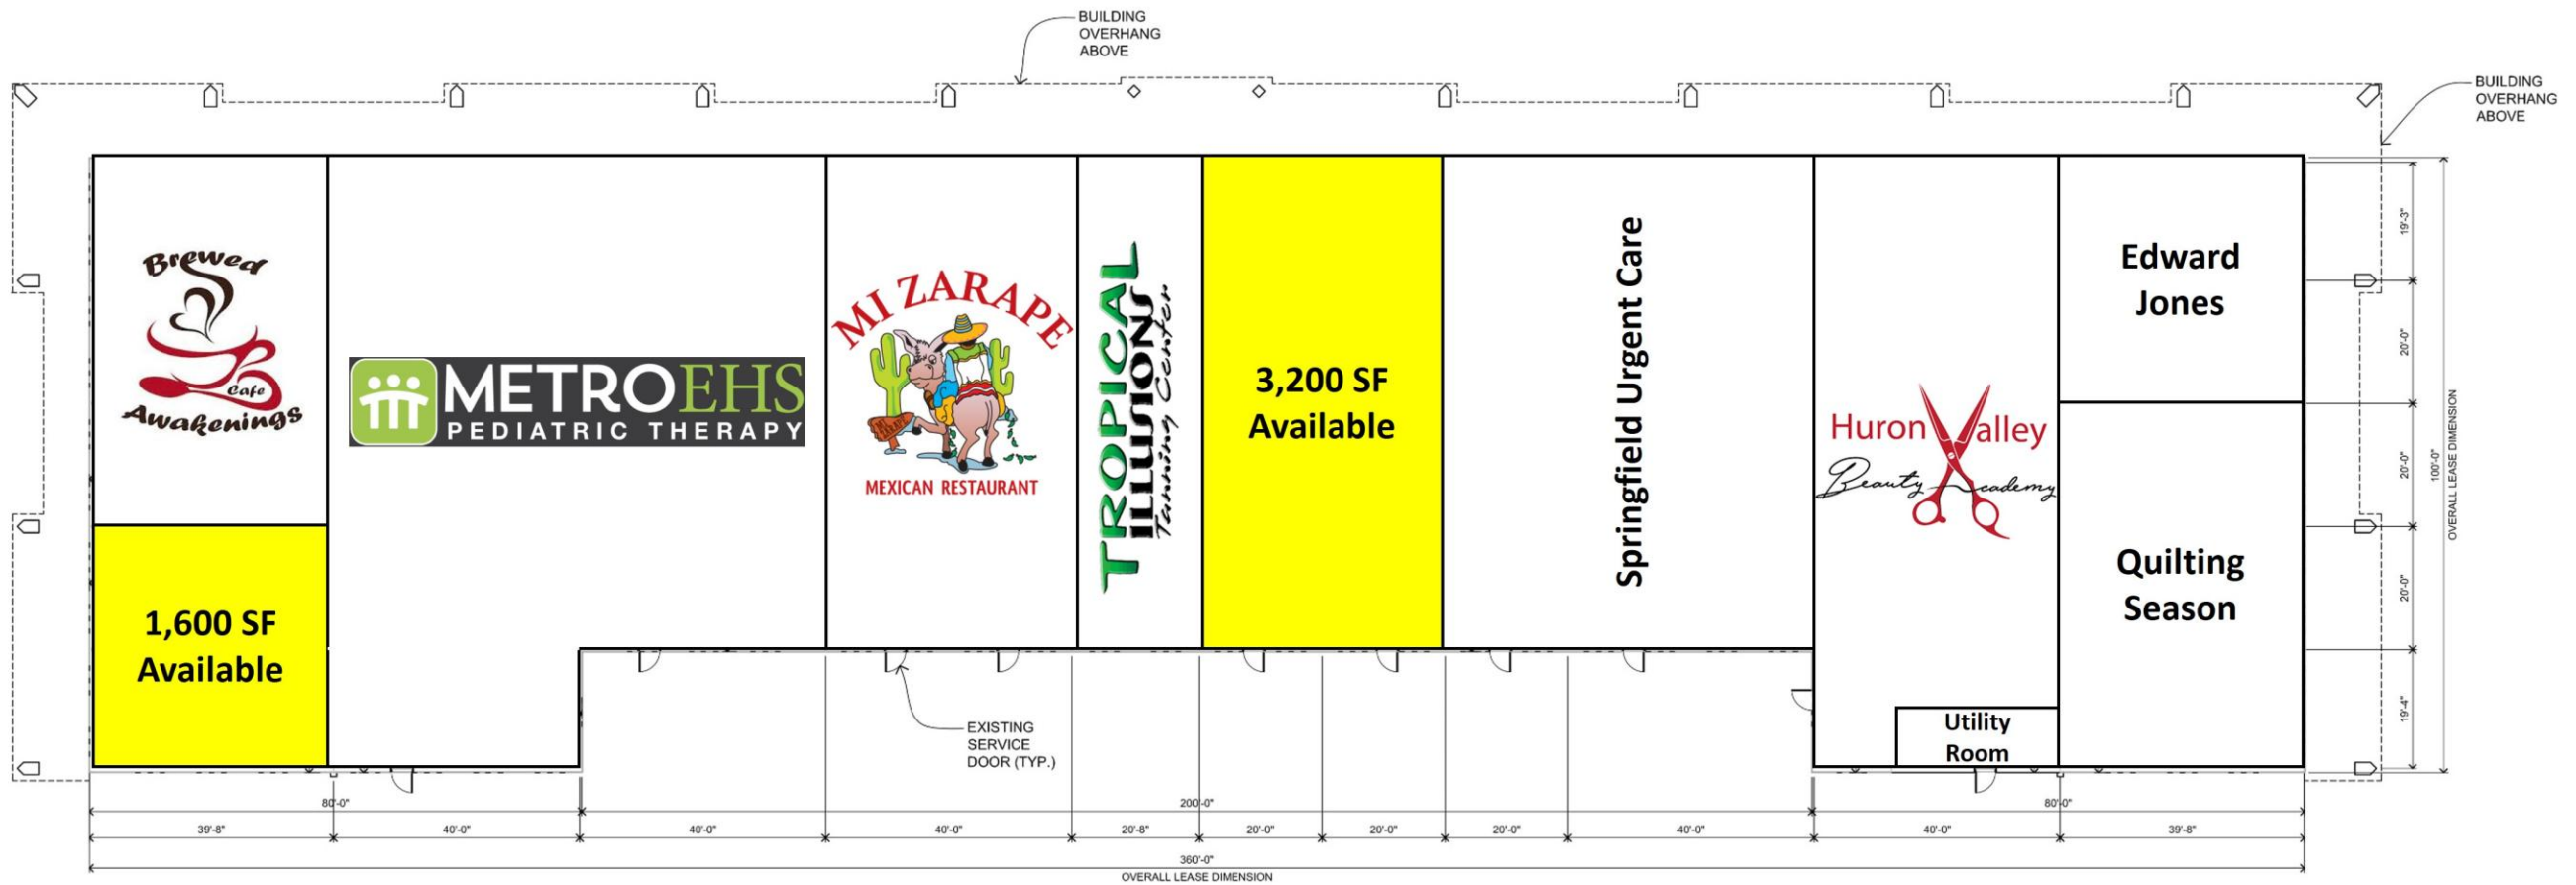 BUILDING
OVERHANG
ABOVE
BUILDING
OVERHANG
ABOVE
Brewed
Cafe
Awakenings
METROEHS
PEDIATRIC THERAPY
MI ZARAPE
MEXICAN RESTAURANT
TROPICAL
ILLUSIONS
Tanning Center
3,200 SF
Available
Springfield Urgent Care
Huron Valley
Beauty Academy
Edward
Jones
Quilting
Season
1,600 SF
Available
Utility
Room
EXISTING
SERVICE
DOOR (TYP.)
19'-3"
20'-0"
20'-0"
20'-0"
19'-4"
100'-0"
OVERALL LEASE DIMENSION
80'-0"
200'-0"
80'-0"
39'-8"
40'-0"
40'-0"
40'-0"
20'-8"
20'-0"
20'-0"
20'-0"
40'-0"
40'-0"
39'-8"
360'-0"
OVERALL LEASE DIMENSION